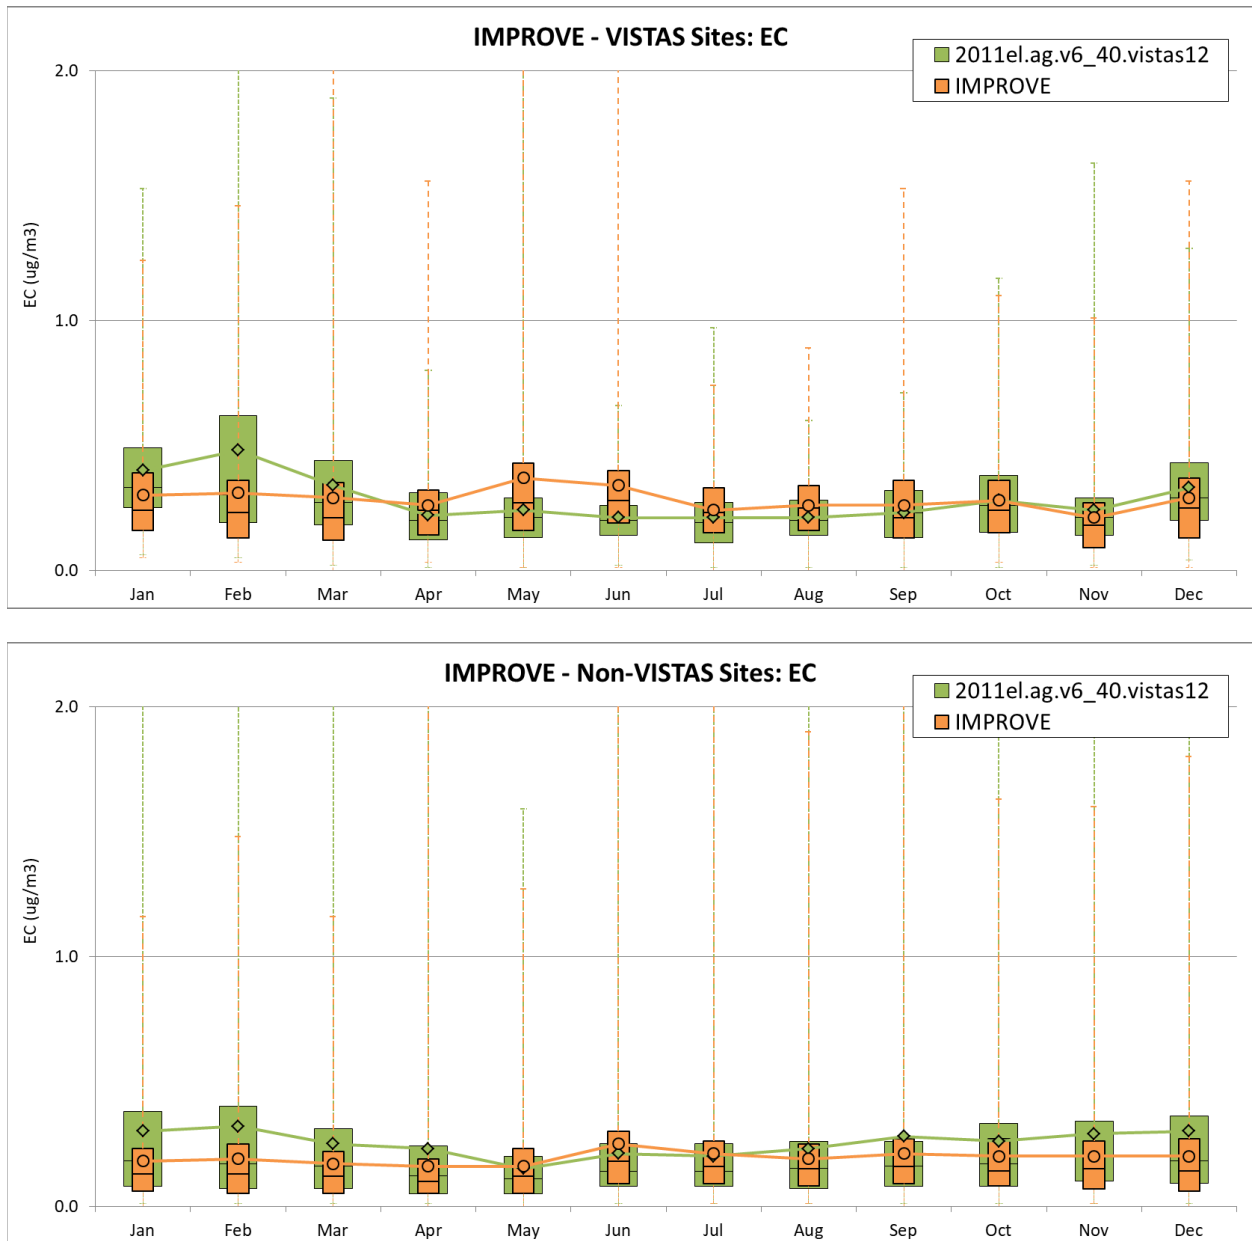 IMPROVE - VISTAS Sites: EC
2011el.ag.v6_40.vistas12
IMPROVE
2.0
1.0
0.0
EC (ug/m3)
Jan Feb Mar Apr May Jun Jul Aug Sep Oct Nov Dec
IMPROVE - Non-VISTAS Sites: EC
2011el.ag.v6_40.vistas12
IMPROVE
2.0
1.0
0.0
EC (ug/m3)
Jan Feb Mar Apr May Jun Jul Aug Sep Oct Nov Dec